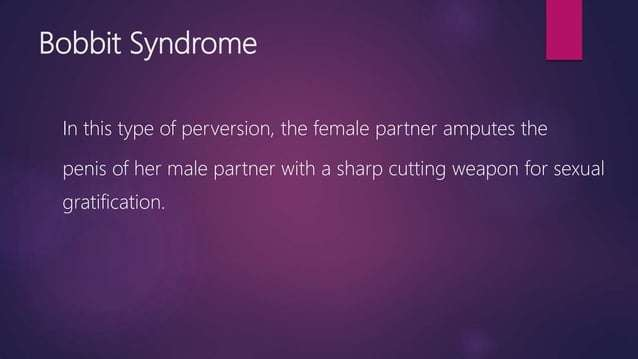 Bobbit Syndrome
In this type of perversion, the female partner amputes the
penis of her male partner with a sharp cutting weapon for sexual
gratification.